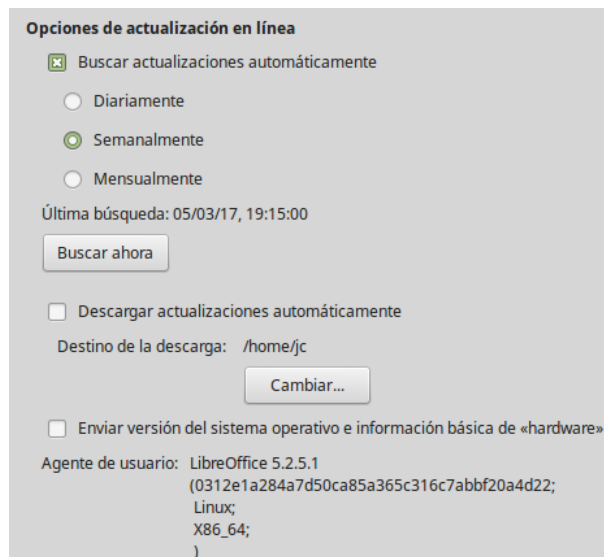 Opciones de actualización en línea
Buscar actualizaciones automáticamente
Diariamente
Semanalmente
Mensualmente
Última búsqueda: 05/03/17, 19:15:00
Buscar ahora
Descargar actualizaciones automáticamente
Destino de la descarga: /home/jc
Cambiar...
Enviar versión del sistema operativo e información básica de «hardware»
Agente de usuario: LibreOffice 5.2.5.1
(0312e1a284a7d50ca85a365c316c7abbf20a4d22;
Linux;
X86_64;
)